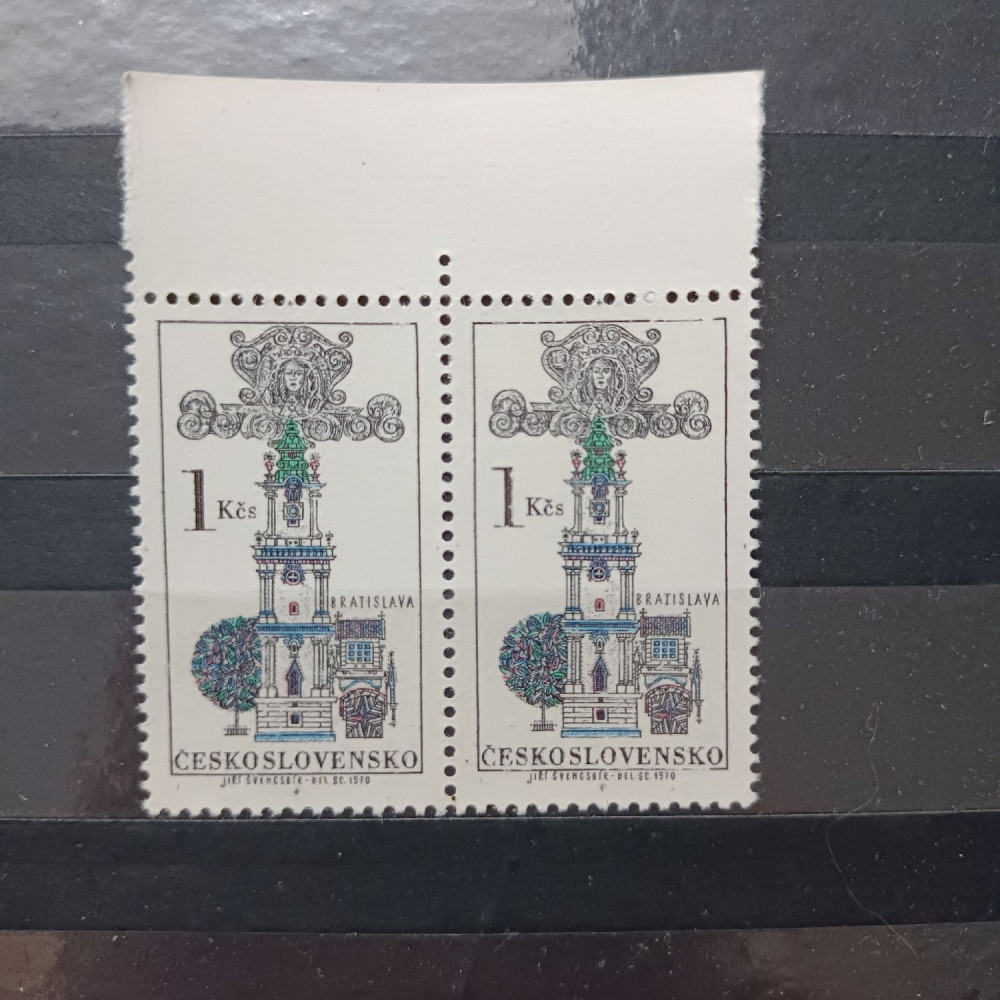 1 Kčs
BRATISLAVA
ČESKOSLOVENSKO
JIŘÍ ŠVENGSBÍR - DEL. SC. 1970
1 Kčs
BRATISLAVA
ČESKOSLOVENSKO
JIŘÍ ŠVENGSBÍR - DEL. SC. 1970